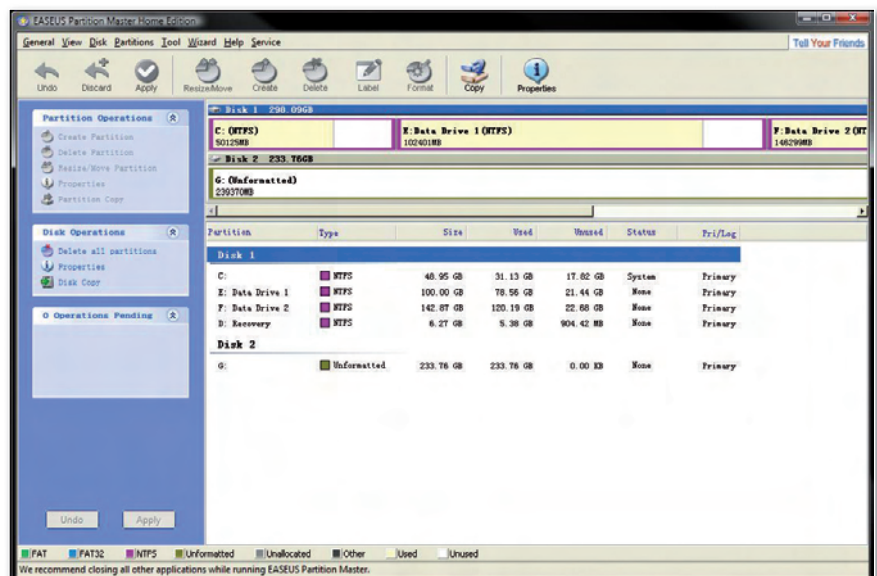 EASEUS Partition Master Home Edition
General View Disk Partitions Tool Wizard Help Service
Tell Your Friends
Undo Discard Apply Resize/Move Create Delete Label Format Copy Properties
Partition Operations
Create Partition
Delete Partition
Resize/Move Partition
Properties
Partition Copy
Disk Operations
Delete all partitions
Properties
Disk Copy
0 Operations Pending
Undo Apply
Disk 1 298.09GB
C: (NTFS) E:Data Drive 1(NTFS) F:Data Drive 2(NT
50125MB 102401MB 146299MB
Disk 2 233.76GB
G: (Unformatted)
239370MB
Partition Type Size Used Unused Status Pri/Log
Disk 1
C: NTFS 48.95 GB 31.13 GB 17.82 GB System Primary
E: Data Drive 1 NTFS 100.00 GB 78.56 GB 21.44 GB None Primary
F: Data Drive 2 NTFS 142.87 GB 120.19 GB 22.68 GB None Primary
D: Recovery NTFS 6.27 GB 5.38 GB 904.42 MB None Primary
Disk 2
G: Unformatted 233.76 GB 233.76 GB 0.00 KB None Primary
FAT FAT32 NTFS Unformatted Unallocated Other Used Unused
We recommend closing all other applications while running EASEUS Partition Master.